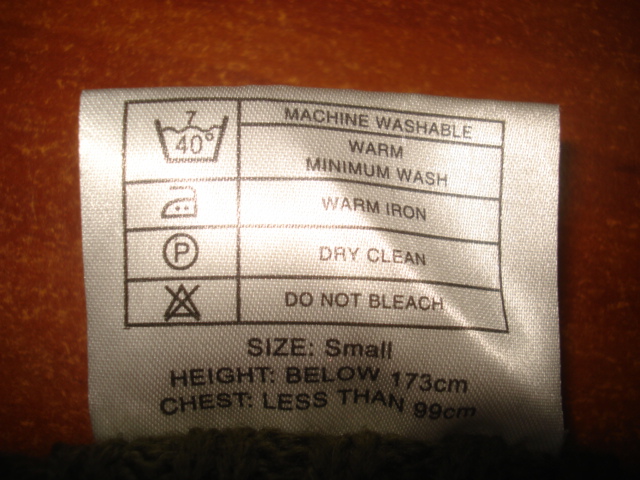 7
40°
MACHINE WASHABLE
WARM
MINIMUM WASH
WARM IRON
P
DRY CLEAN
DO NOT BLEACH
SIZE: Small
HEIGHT: BELOW 173cm
CHEST: LESS THAN 99cm